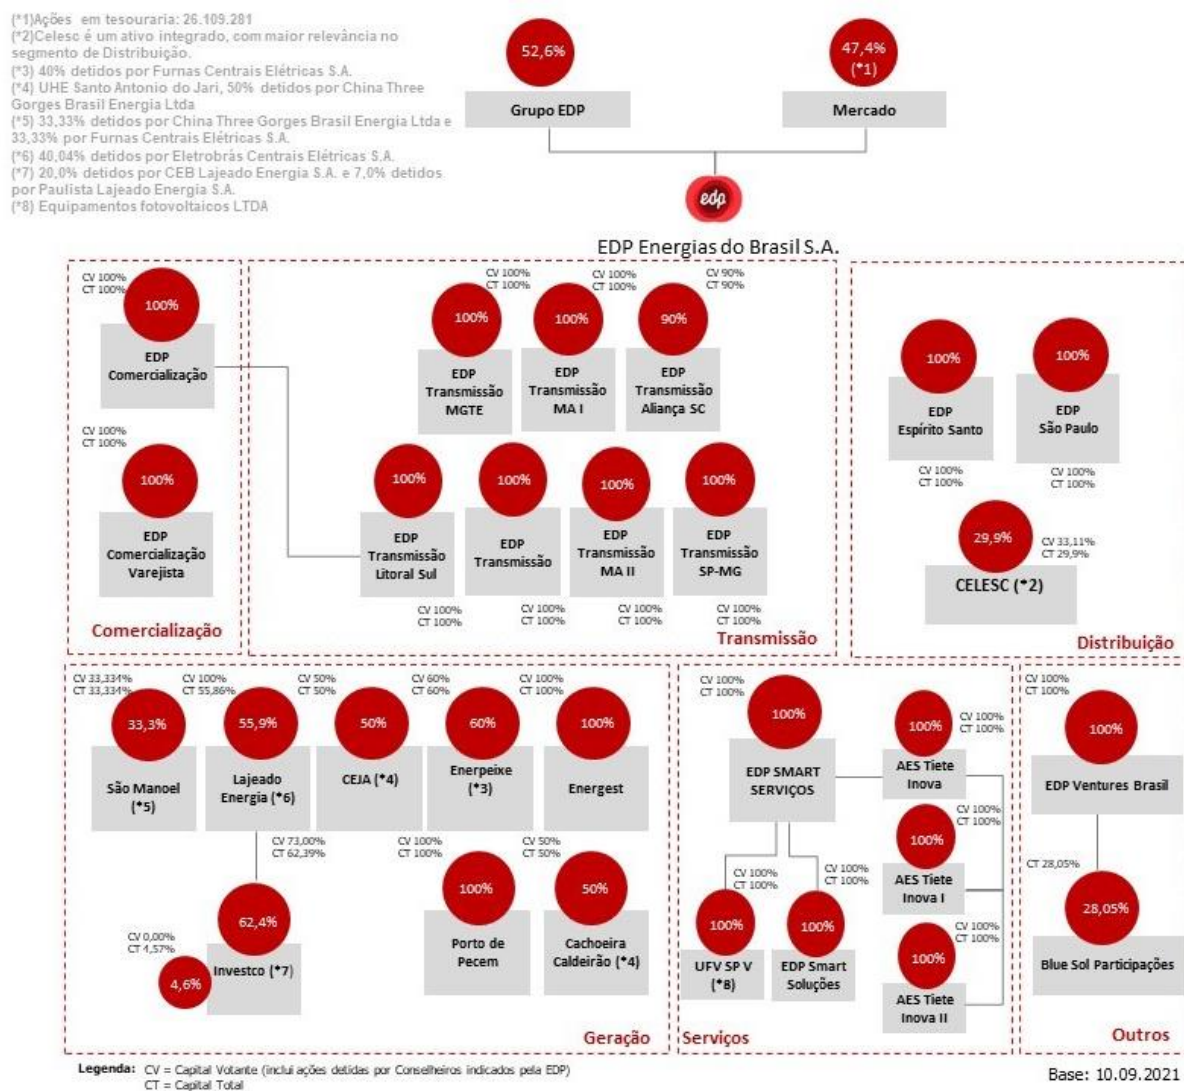 (*1)Ações em tesouraria: 26.109.281
(*2)Celesc é um ativo integrado, com maior relevância no
segmento de Distribuição.
(*3) 40% detidos por Furnas Centrais Elétricas S.A.
(*4) UHE Santo Antonio do Jari, 50% detidos por China Three
Gorges Brasil Energia Ltda
(*5) 33,33% detidos por China Three Gorges Brasil Energia Ltda e
33,33% por Furnas Centrais Elétricas S.A.
(*6) 40,04% detidos por Eletrobrás Centrais Elétricas S.A.
(*7) 20,0% detidos por CEB Lajeado Energia S.A. e 7,0% detidos
por Paulista Lajeado Energia S.A.
(*8) Equipamentos fotovoltaicos LTDA
52,6%
Grupo EDP
47,4%
(*1)
Mercado
edp
EDP Energias do Brasil S.A.
CV 100%
CT 100%
100%
EDP
Comercialização
CV 100%
CT 100%
100%
EDP
Comercialização
Varejista
Comercialização
100%
CV 100%
CT 100%
EDP
Transmissão
MGTE
100%
CV 100%
CT 100%
EDP
Transmissão
MA I
90%
CV 90%
CT 90%
EDP
Transmissão
Aliança SC
100%
EDP
Transmissão
Litoral Sul
CV 100%
CT 100%
100%
EDP
Transmissão
CV 100%
CT 100%
100%
EDP
Transmissão
MA II
CV 100%
CT 100%
100%
EDP
Transmissão
SP-MG
CV 100%
CT 100%
Transmissão
100%
EDP
Espírito Santo
CV 100%
CT 100%
100%
EDP
São Paulo
CV 100%
CT 100%
29,9%
CV 33,11%
CT 29,9%
CELESC (*2)
Distribuição
CV 33,334%
CT 33,334%
33,3%
São Manoel
(*5)
CV 100%
CT 55,86%
55,9%
Lajeado
Energia (*6)
CV 50%
CT 50%
50%
CEJA (*4)
CV 60%
CT 60%
60%
Enerpeixe
(*3)
CV 100%
CT 100%
100%
Energest
CV 73,00%
CT 62,39%
62,4%
Investco (*7)
CV 0,00%
CT 4,57%
4,6%
CV 100%
CT 100%
100%
Porto de
Pecem
CV 50%
CT 50%
50%
Cachoeira
Caldeirão (*4)
Geração
CV 100%
CT 100%
100%
EDP SMART
SERVIÇOS
100%
CV 100%
CT 100%
AES Tiete
Inova
100%
CV 100%
CT 100%
AES Tiete
Inova I
100%
CV 100%
CT 100%
AES Tiete
Inova II
CV 100%
CT 100%
100%
UFV SP V
(*8)
CV 100%
CT 100%
100%
EDP Smart
Soluções
Serviços
CV 100%
CT 100%
100%
EDP Ventures Brasil
CT 28,05%
28,05%
Blue Sol Participações
Outros
Legenda: CV = Capital Votante (inclui ações detidas por Conselheiros indicados pela EDP)
CT = Capital Total
Base: 10.09.2021